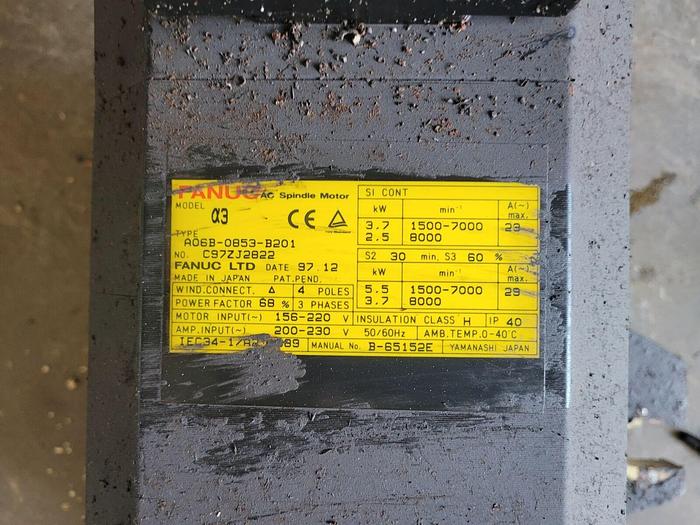 FANUC AC Spindle Motor
MODEL α3
CE
TYPE A06B-0853-B201
NO. C97ZJ2822
FANUC LTD DATE 97.12
MADE IN JAPAN PAT.PEND.
WIND.CONNECT. △ 4 POLES
POWER FACTOR 68 % 3 PHASES
S1 CONT
kW min⁻¹ A(~) max.
3.7 1500-7000 29
2.5 8000
S2 30 min, S3 60 %
kW min⁻¹ A(~) max.
5.5 1500-7000 29
3.7 8000
MOTOR INPUT(~) 156-220 V INSULATION CLASS H IP 40
AMP.INPUT(~) 200-230 V 50/60Hz AMB.TEMP.0-40℃
MANUAL No. B-65152E YAMANASHI JAPAN